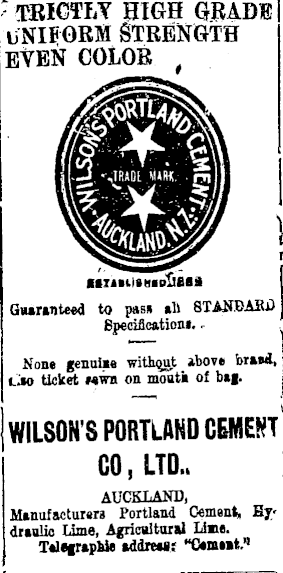 STRICTLY HIGH GRADE
UNIFORM STRENGTH
EVEN COLOR
WILSON'S PORTLAND CEMENT
TRADE MARK.
AUCKLAND. N.Z.
ESTABLISHED
Guaranteed to pass all STANDARD
Specifications.
None genuine without above brand,
also ticket sewn on mouth of bag.
WILSON'S PORTLAND CEMENT
CO, LTD.,
AUCKLAND,
Manufacturers Portland Cement, Hy-
draulic Lime, Agricultural Lime.
Telegraphic address: "Cement."